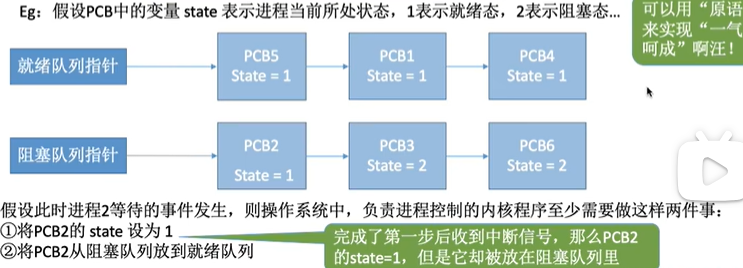 Eg：假设PCB中的变量 state 表示进程当前所处状态，1表示就绪态，2表示阻塞态...
可以用“原语
来实现“一气
呵成”啊汪！
就绪队列指针
PCB5
State = 1
PCB1
State = 1
PCB4
State = 1
阻塞队列指针
PCB2
State = 1
PCB3
State = 2
PCB6
State = 2
假设此时进程2等待的事件发生，则操作系统中，负责进程控制的内核程序至少需要做这样两件事：
①将PCB2的 state 设为 1
②将PCB2从阻塞队列放到就绪队列
完成了第一步后收到中断信号，那么PCB2
的state=1，但是它却被放在阻塞队列里